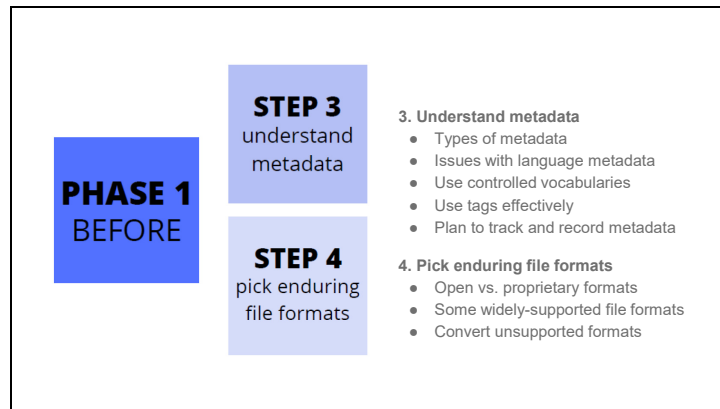 PHASE 1
BEFORE
STEP 3
understand
metadata
STEP 4
pick enduring
file formats
3. Understand metadata
● Types of metadata
● Issues with language metadata
● Use controlled vocabularies
● Use tags effectively
● Plan to track and record metadata
4. Pick enduring file formats
● Open vs. proprietary formats
● Some widely-supported file formats
● Convert unsupported formats